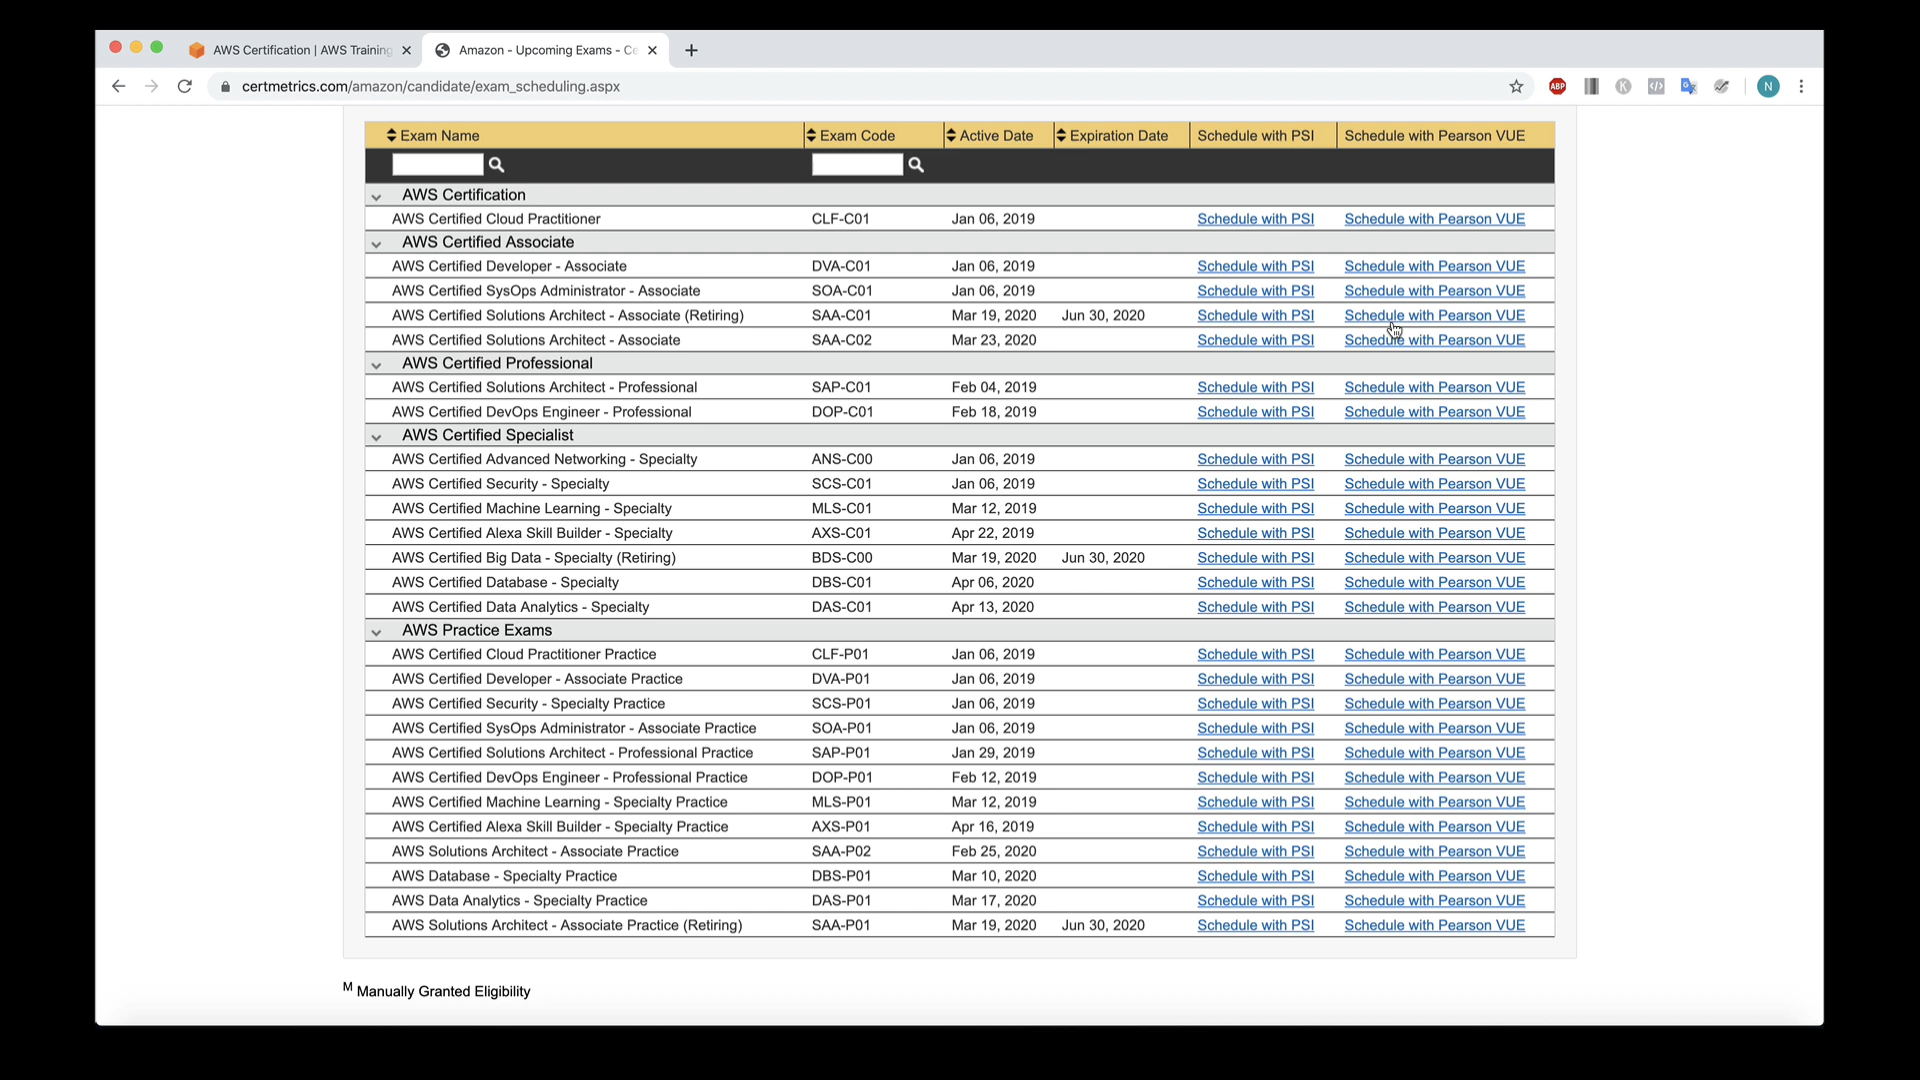 AWS Certification | AWS Training
Amazon - Upcoming Exams - Ce
certmetrics.com/amazon/candidate/exam_scheduling.aspx
ABP
K
N
Exam Name Exam Code Active Date Expiration Date Schedule with PSI Schedule with Pearson VUE
AWS Certification
AWS Certified Cloud Practitioner CLF-C01 Jan 06, 2019 Schedule with PSI Schedule with Pearson VUE
AWS Certified Associate
AWS Certified Developer - Associate DVA-C01 Jan 06, 2019 Schedule with PSI Schedule with Pearson VUE
AWS Certified SysOps Administrator - Associate SOA-C01 Jan 06, 2019 Schedule with PSI Schedule with Pearson VUE
AWS Certified Solutions Architect - Associate (Retiring) SAA-C01 Mar 19, 2020 Jun 30, 2020 Schedule with PSI Schedule with Pearson VUE
AWS Certified Solutions Architect - Associate SAA-C02 Mar 23, 2020 Schedule with PSI Schedule with Pearson VUE
AWS Certified Professional
AWS Certified Solutions Architect - Professional SAP-C01 Feb 04, 2019 Schedule with PSI Schedule with Pearson VUE
AWS Certified DevOps Engineer - Professional DOP-C01 Feb 18, 2019 Schedule with PSI Schedule with Pearson VUE
AWS Certified Specialist
AWS Certified Advanced Networking - Specialty ANS-C00 Jan 06, 2019 Schedule with PSI Schedule with Pearson VUE
AWS Certified Security - Specialty SCS-C01 Jan 06, 2019 Schedule with PSI Schedule with Pearson VUE
AWS Certified Machine Learning - Specialty MLS-C01 Mar 12, 2019 Schedule with PSI Schedule with Pearson VUE
AWS Certified Alexa Skill Builder - Specialty AXS-C01 Apr 22, 2019 Schedule with PSI Schedule with Pearson VUE
AWS Certified Big Data - Specialty (Retiring) BDS-C00 Mar 19, 2020 Jun 30, 2020 Schedule with PSI Schedule with Pearson VUE
AWS Certified Database - Specialty DBS-C01 Apr 06, 2020 Schedule with PSI Schedule with Pearson VUE
AWS Certified Data Analytics - Specialty DAS-C01 Apr 13, 2020 Schedule with PSI Schedule with Pearson VUE
AWS Practice Exams
AWS Certified Cloud Practitioner Practice CLF-P01 Jan 06, 2019 Schedule with PSI Schedule with Pearson VUE
AWS Certified Developer - Associate Practice DVA-P01 Jan 06, 2019 Schedule with PSI Schedule with Pearson VUE
AWS Certified Security - Specialty Practice SCS-P01 Jan 06, 2019 Schedule with PSI Schedule with Pearson VUE
AWS Certified SysOps Administrator - Associate Practice SOA-P01 Jan 06, 2019 Schedule with PSI Schedule with Pearson VUE
AWS Certified Solutions Architect - Professional Practice SAP-P01 Jan 29, 2019 Schedule with PSI Schedule with Pearson VUE
AWS Certified DevOps Engineer - Professional Practice DOP-P01 Feb 12, 2019 Schedule with PSI Schedule with Pearson VUE
AWS Certified Machine Learning - Specialty Practice MLS-P01 Mar 12, 2019 Schedule with PSI Schedule with Pearson VUE
AWS Certified Alexa Skill Builder - Specialty Practice AXS-P01 Apr 16, 2019 Schedule with PSI Schedule with Pearson VUE
AWS Solutions Architect - Associate Practice SAA-P02 Feb 25, 2020 Schedule with PSI Schedule with Pearson VUE
AWS Database - Specialty Practice DBS-P01 Mar 10, 2020 Schedule with PSI Schedule with Pearson VUE
AWS Data Analytics - Specialty Practice DAS-P01 Mar 17, 2020 Schedule with PSI Schedule with Pearson VUE
AWS Solutions Architect - Associate Practice (Retiring) SAA-P01 Mar 19, 2020 Jun 30, 2020 Schedule with PSI Schedule with Pearson VUE
M Manually Granted Eligibility